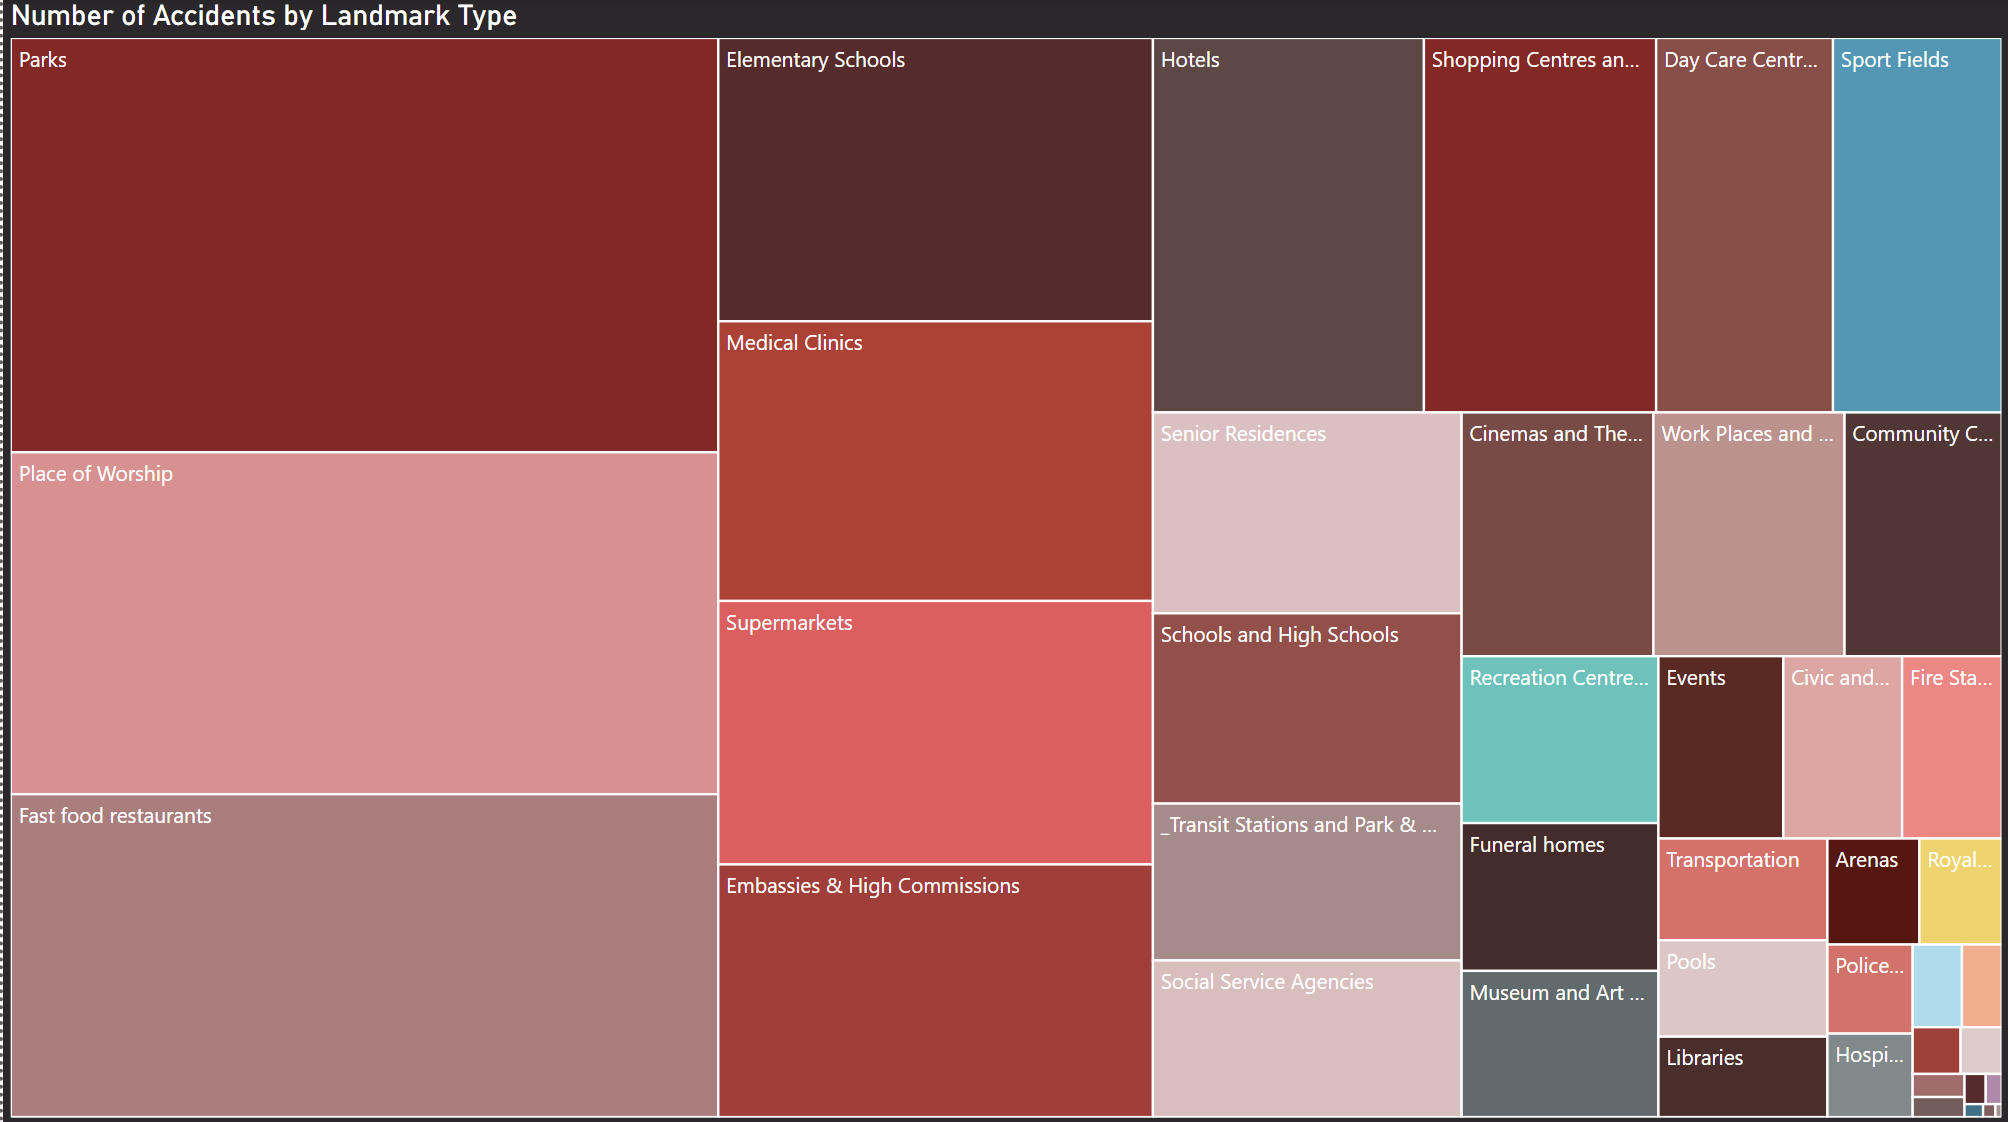 Number of Accidents by Landmark Type
Parks
Place of Worship
Fast food restaurants
Elementary Schools
Medical Clinics
Supermarkets
Embassies & High Commissions
Hotels
Shopping Centres an...
Day Care Centr...
Sport Fields
Senior Residences
Schools and High Schools
_Transit Stations and Park & ...
Social Service Agencies
Cinemas and The...
Work Places and ...
Community C...
Recreation Centre...
Funeral homes
Museum and Art ...
Events
Civic and...
Fire Sta...
Transportation
Arenas
Royal...
Pools
Libraries
Police...
Hospi...